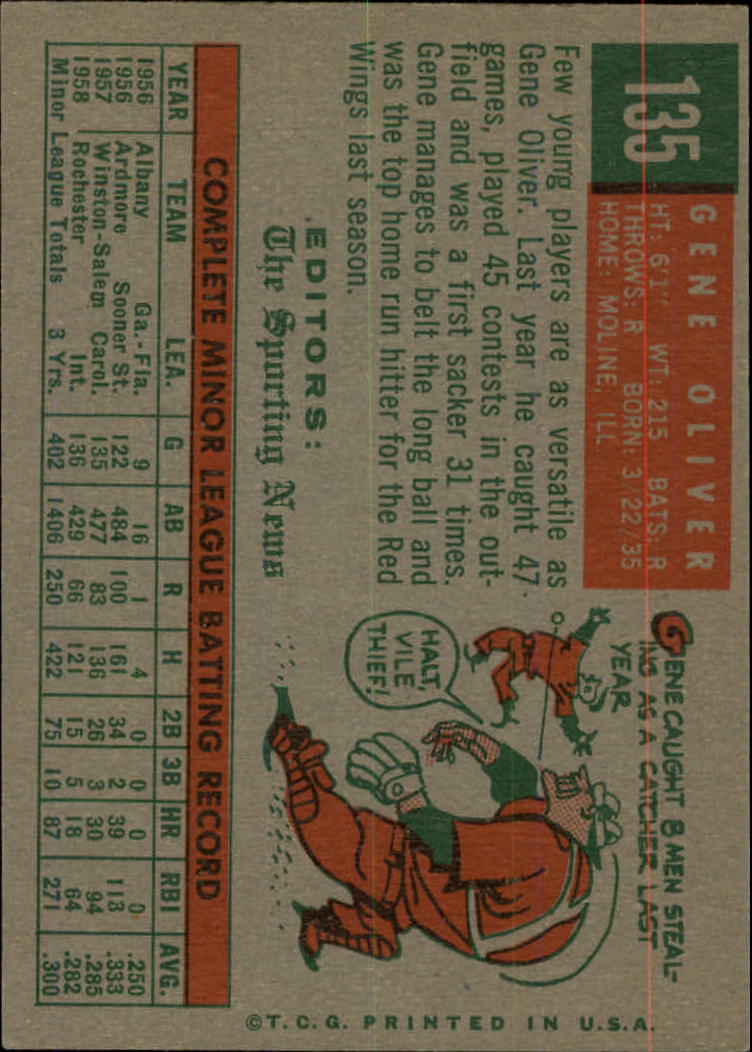 135
GENE OLIVER
HT: 6'1" WT: 215 BATS: R
THROWS: R BORN: 3/22/35
HOME: MOLINE, ILL.
Few young players are as versatile as
Gene Oliver. Last year he caught 47
games, played 45 contests in the out-
field and was a first sacker 31 times.
Gene manages to belt the long ball and
was the top home run hitter for the Red
Wings last season.
EDITORS:
The Sporting News
GENE CAUGHT 8 MEN STEAL-
ING AS A CATCHER LAST
YEAR
HALT,
VILE
THIEF!
COMPLETE MINOR LEAGUE BATTING RECORD
YEAR TEAM LEA. G AB R H 2B 3B HR RBI AVG.
1956 Albany Ga.-Fla. 9 16 1 4 0 0 0 0 .250
1956 Ardmore Sooner St. 122 484 100 161 34 2 39 113 .333
1957 Winston-Salem Carol. 135 477 83 136 26 3 30 94 .285
1958 Rochester Int. 136 429 66 121 15 5 18 64 .282
Minor League Totals 3 Yrs. 402 1406 250 422 75 10 87 271 .300
©T.C.G. PRINTED IN U.S.A.